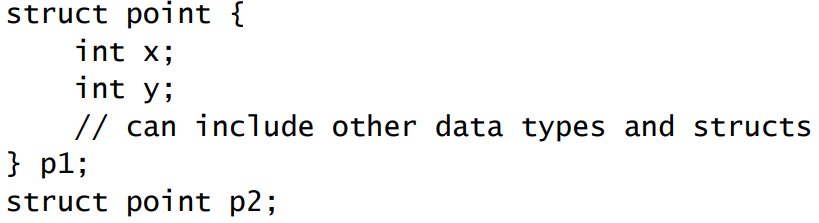 struct point {
    int x;
    int y;
    // can include other data types and structs
} p1;
struct point p2;